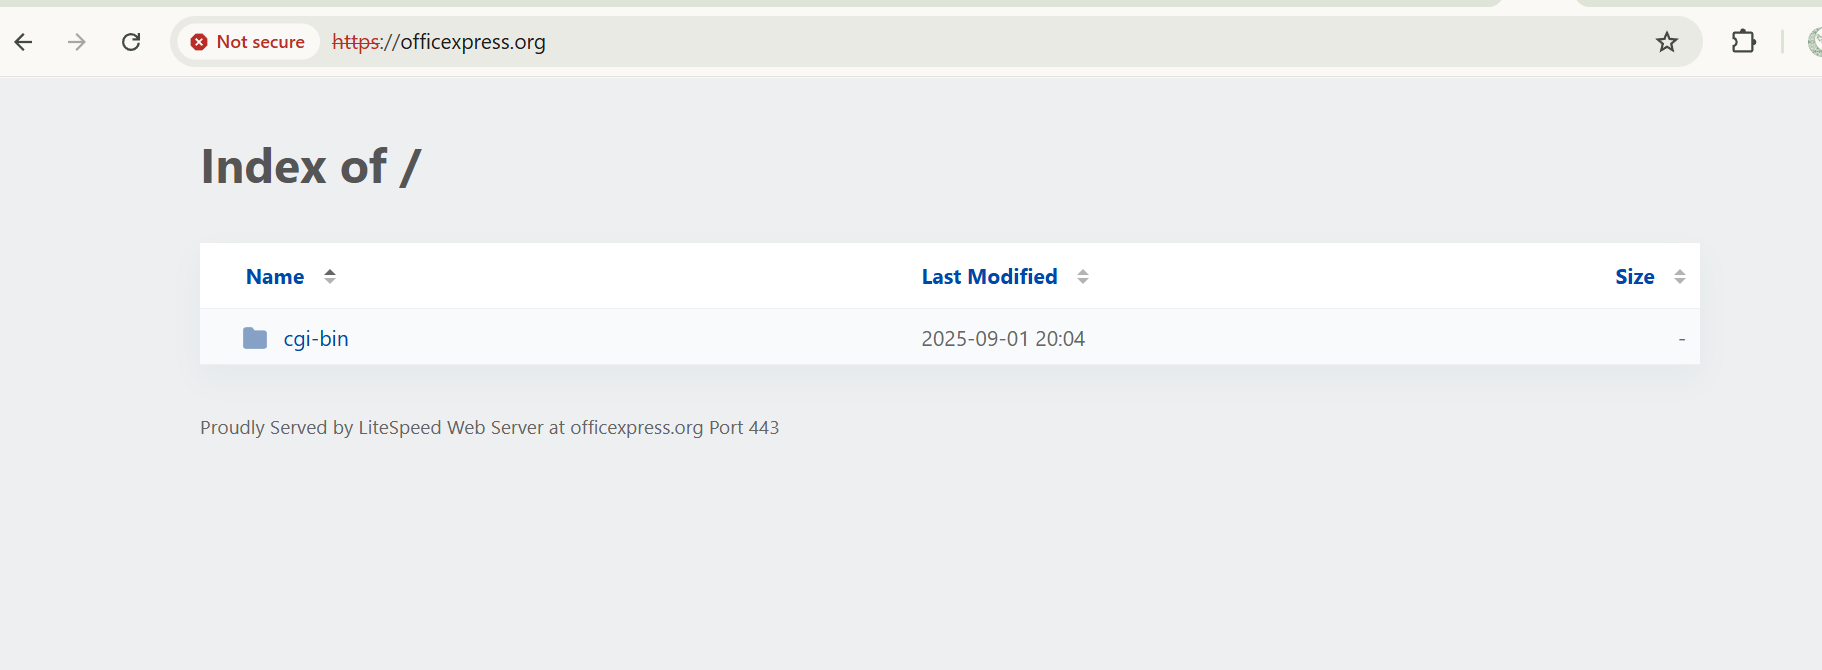 Not secure https://officexpress.org
Index of /
Name Last Modified Size
cgi-bin 2025-09-01 20:04 -
Proudly Served by LiteSpeed Web Server at officexpress.org Port 443